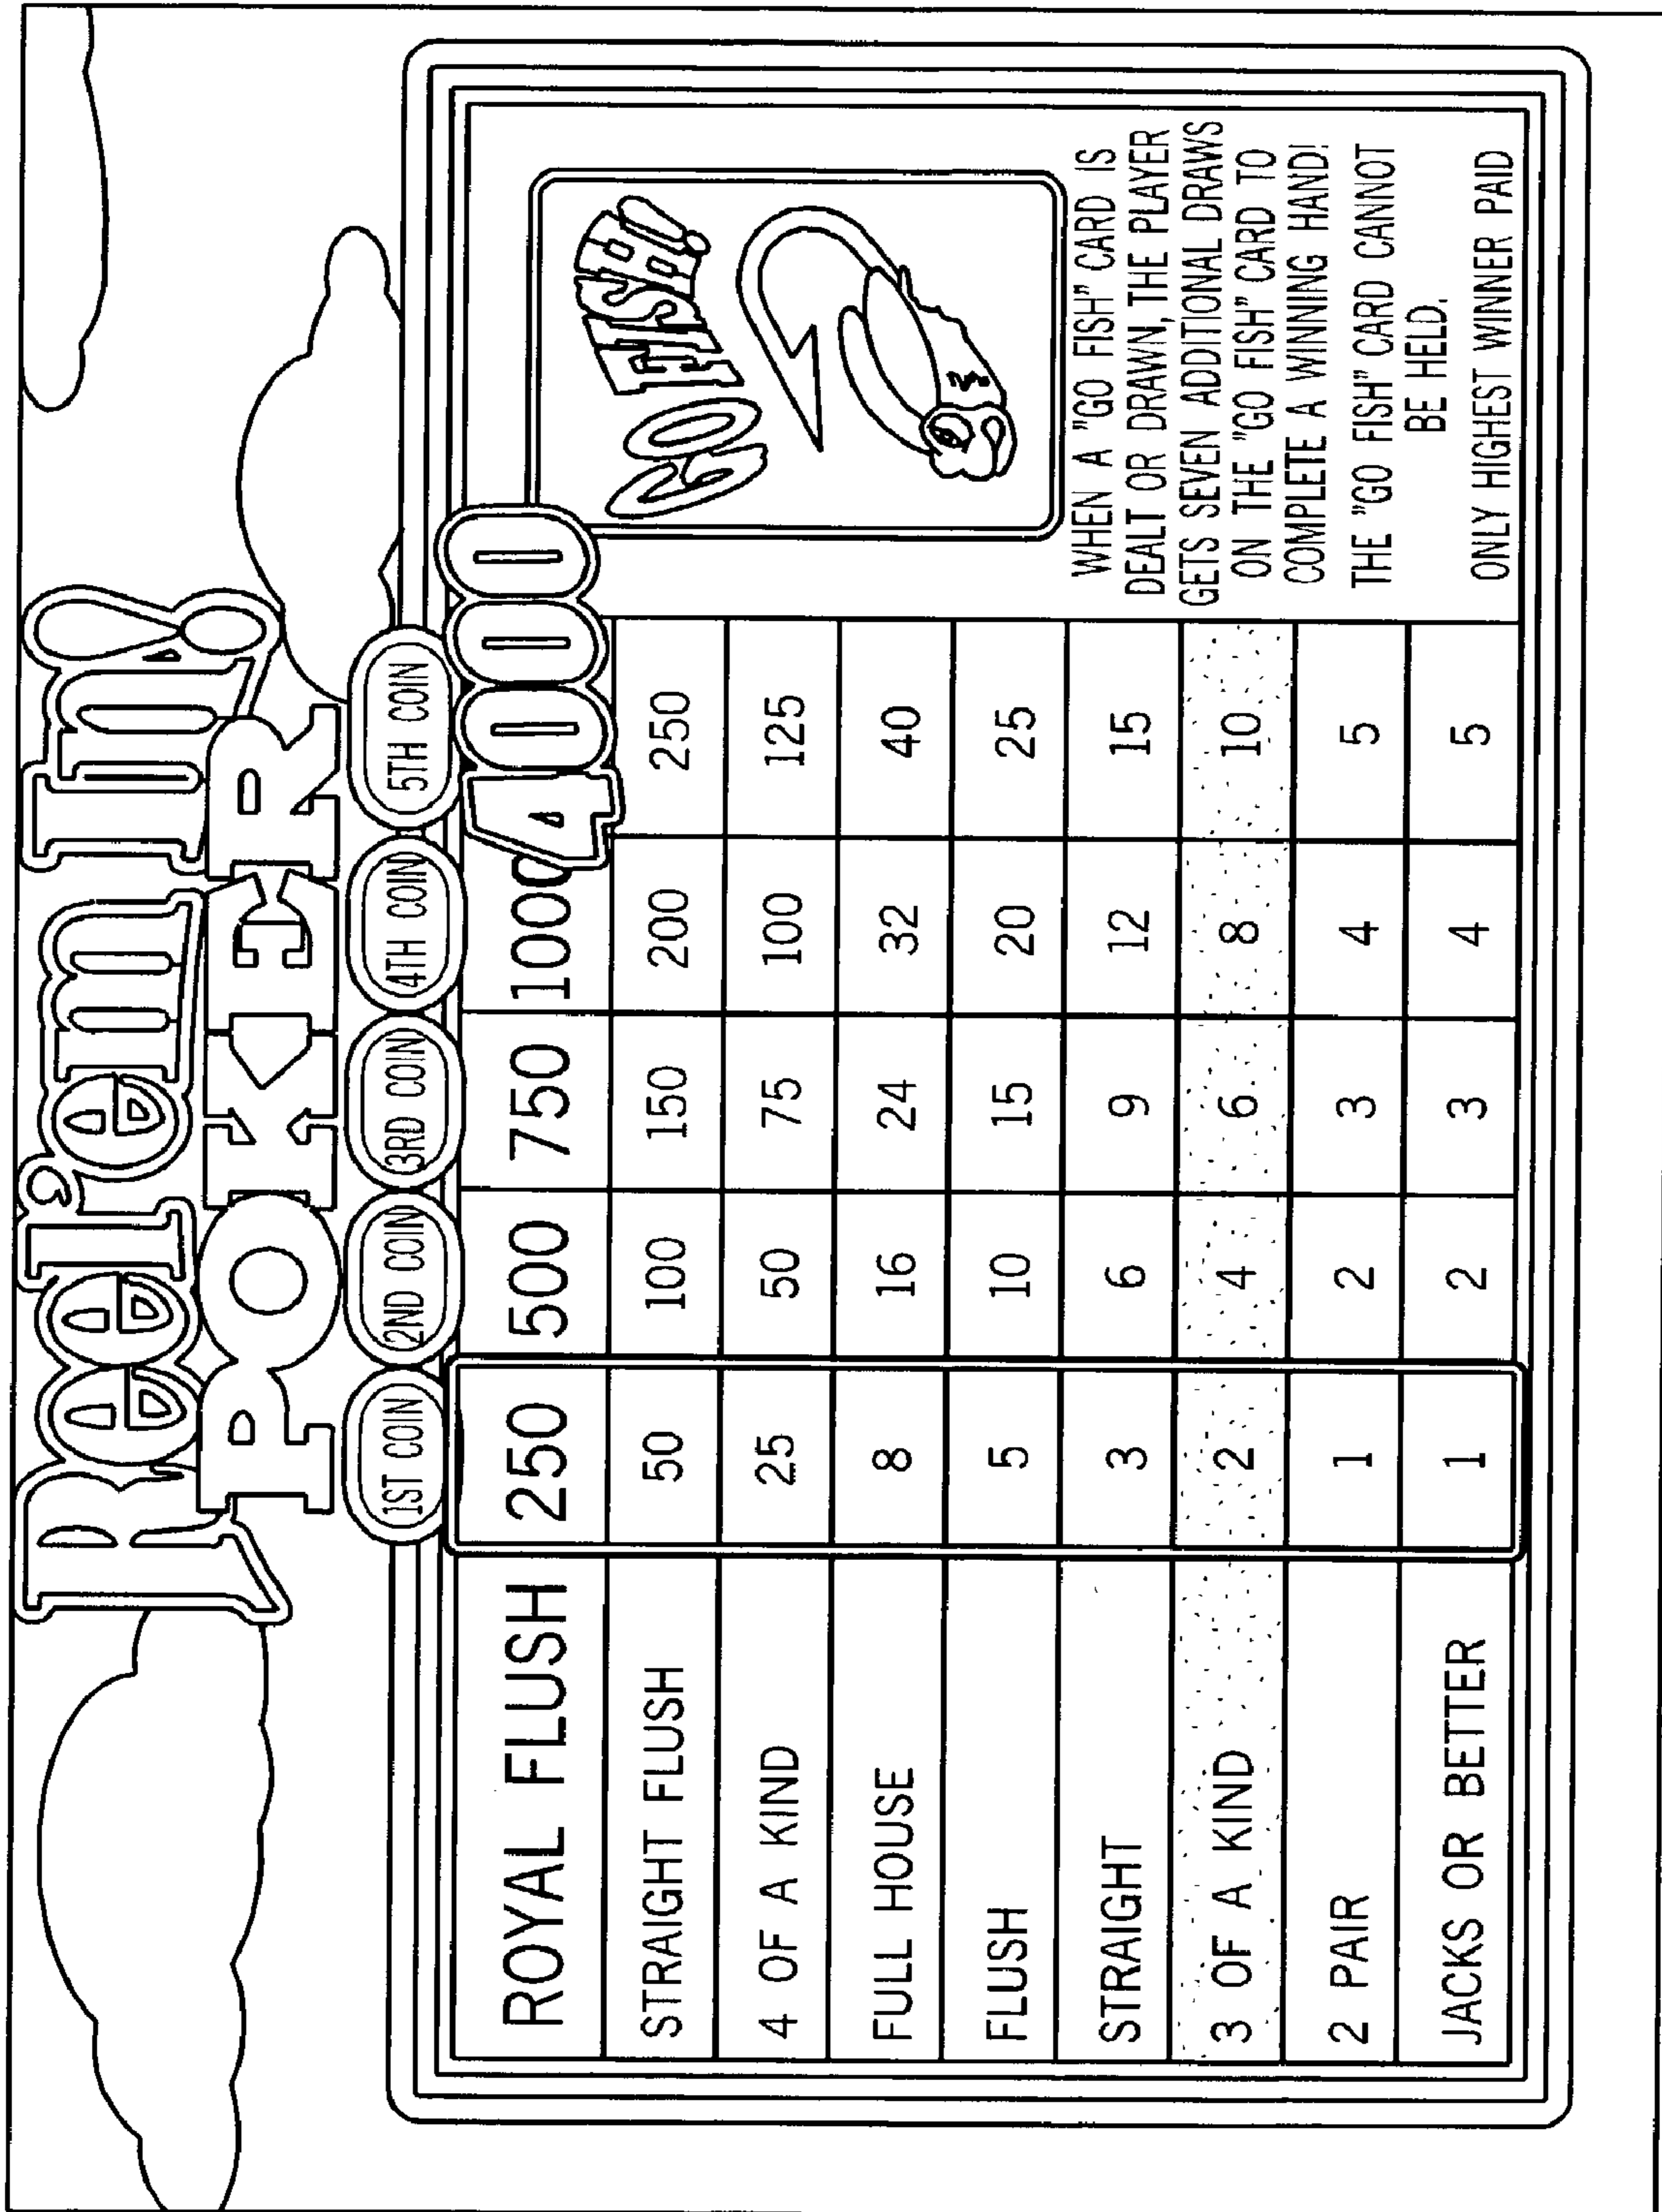 Reel 'em In!
POKER
1ST COIN 2ND COIN 3RD COIN 4TH COIN 5TH COIN
ROYAL FLUSH 250 500 750 1000 4000
STRAIGHT FLUSH 50 100 150 200 250
4 OF A KIND 25 50 75 100 125
FULL HOUSE 8 16 24 32 40
FLUSH 5 10 15 20 25
STRAIGHT 3 6 9 12 15
3 OF A KIND 2 4 6 8 10
2 PAIR 1 2 3 4 5
JACKS OR BETTER 1 2 3 4 5
GO FISH!
WHEN A "GO FISH" CARD IS
DEALT OR DRAWN, THE PLAYER
GETS SEVEN ADDITIONAL DRAWS
ON THE "GO FISH" CARD TO
COMPLETE A WINNING HAND!
THE "GO FISH" CARD CANNOT
BE HELD.
ONLY HIGHEST WINNER PAID